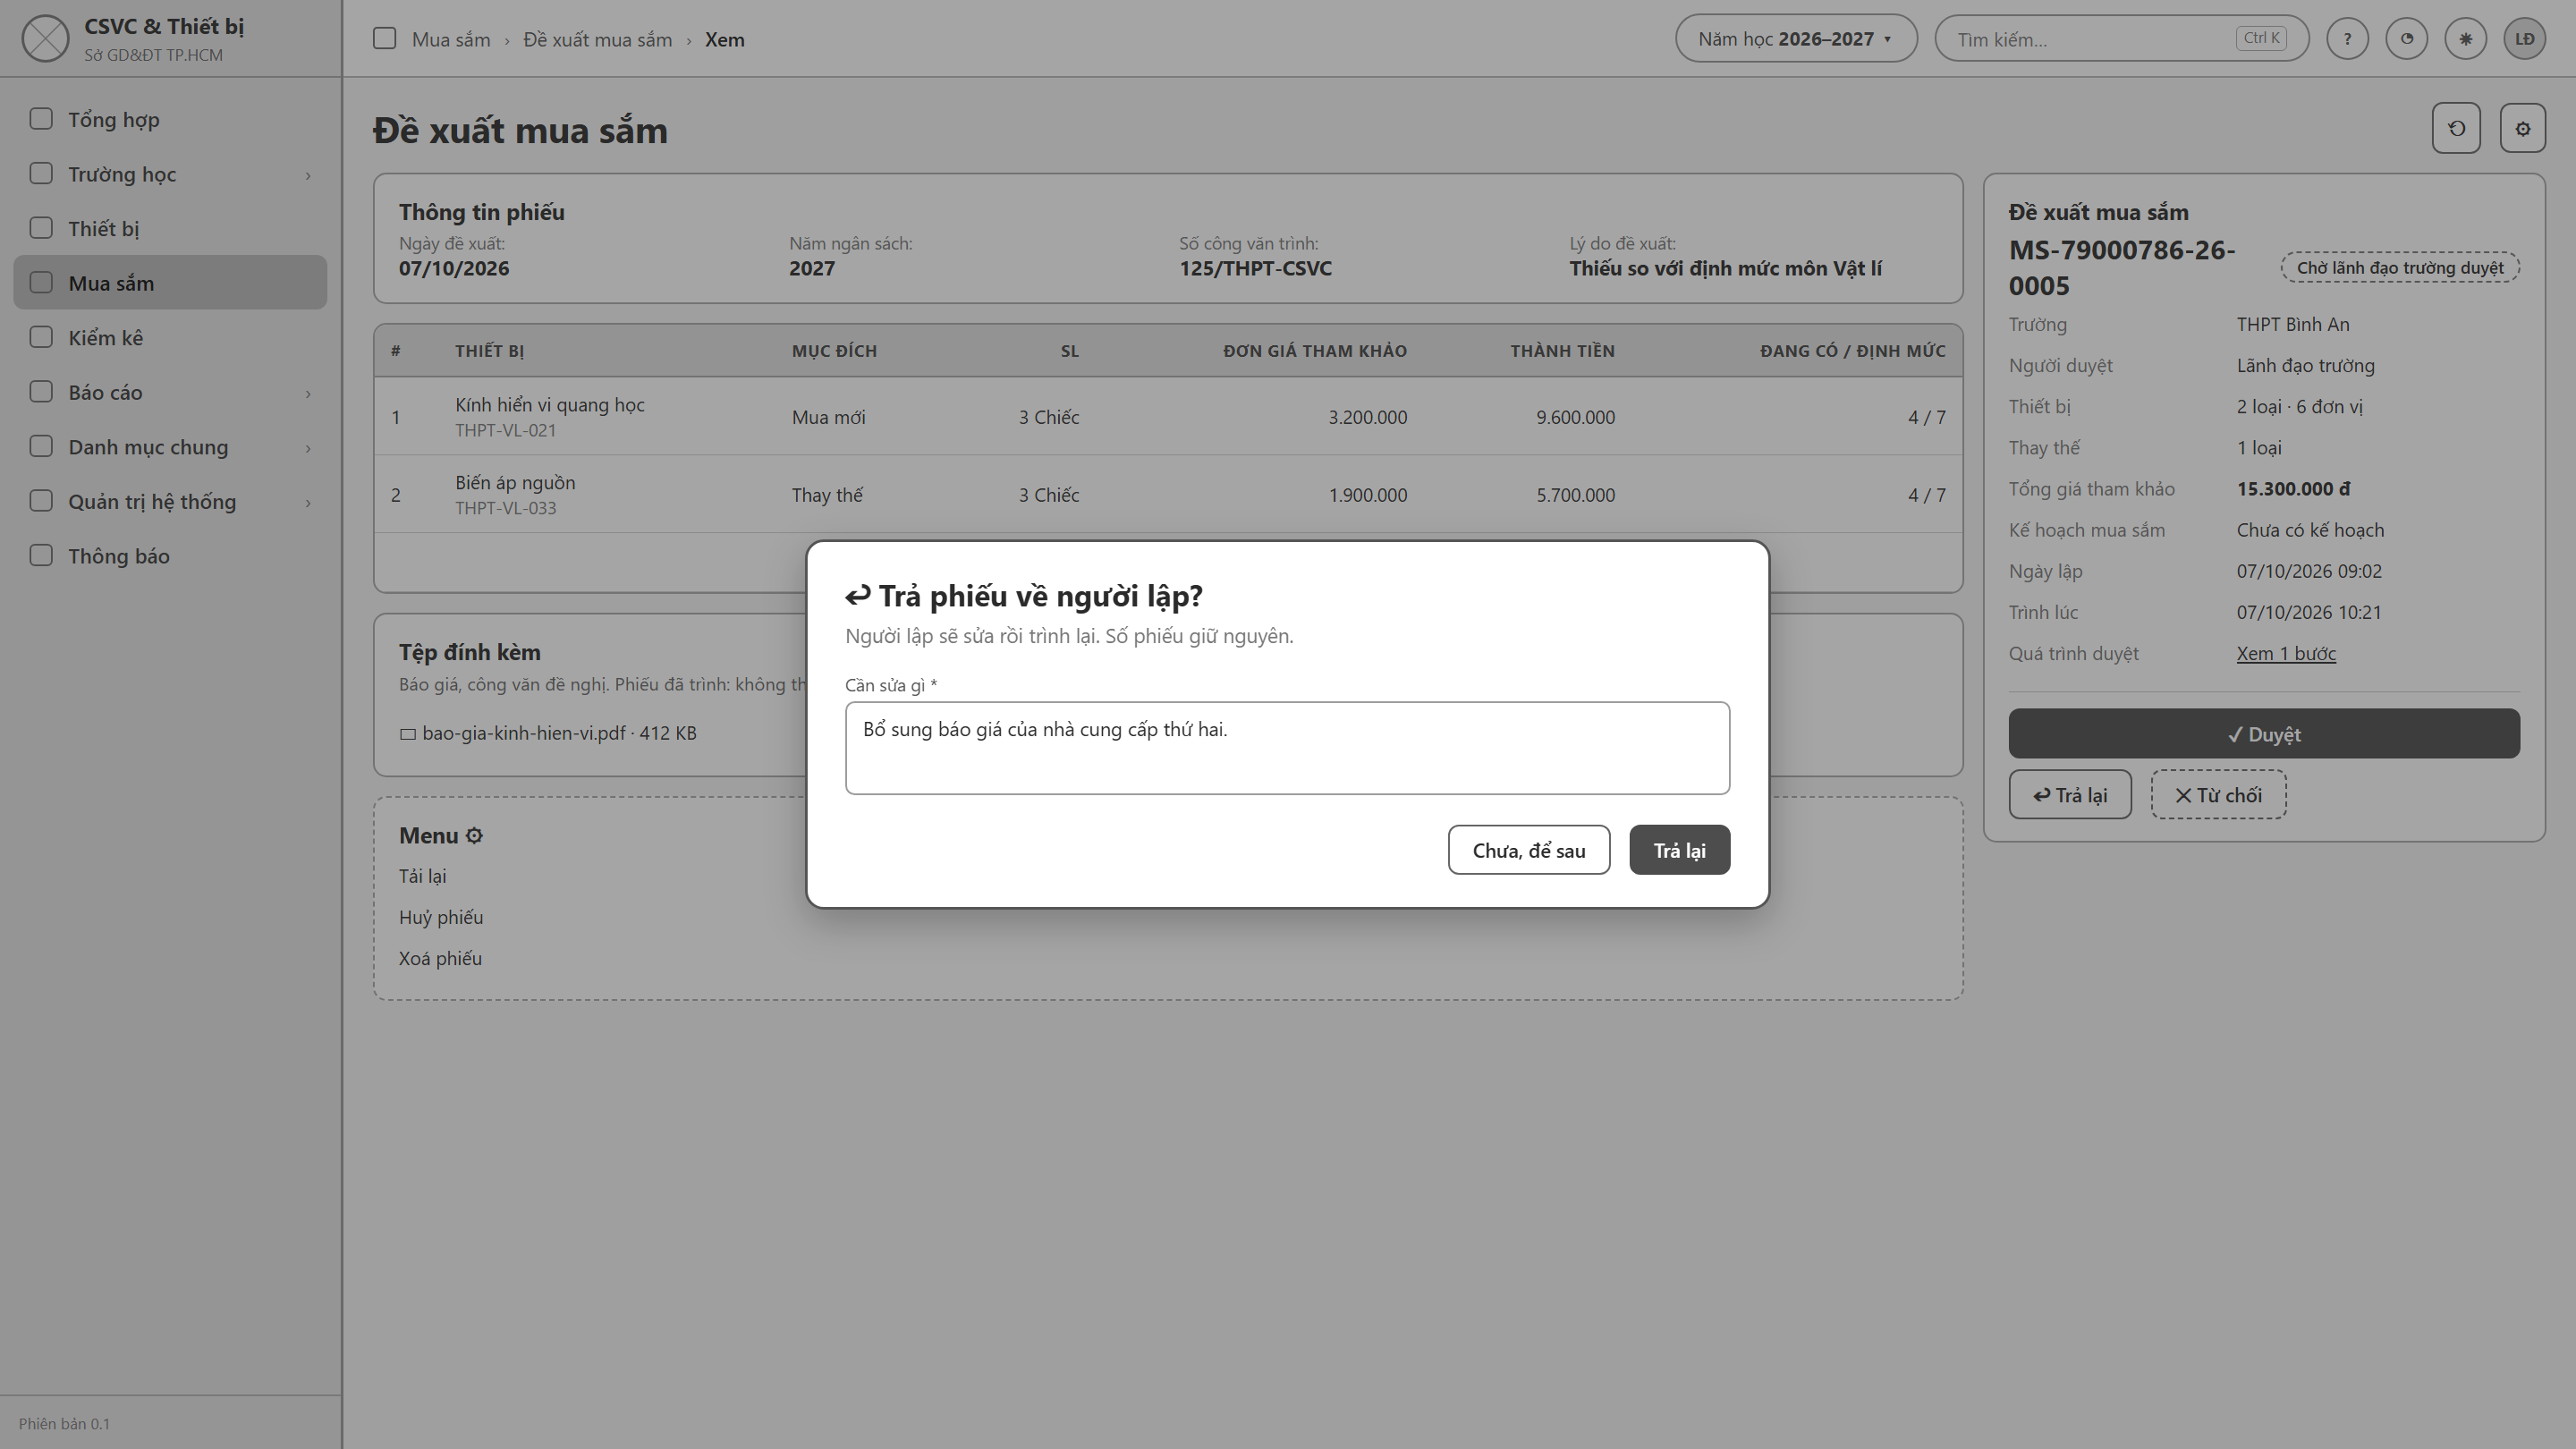 CSVC & Thiết bị
Sở GD&ĐT TP.HCM
Mua sắm › Đề xuất mua sắm › Xem
Năm học 2026–2027 ▾
Tìm kiếm...
Ctrl K
?
LĐ
Tổng hợp
Trường học ›
Thiết bị
Mua sắm
Kiểm kê
Báo cáo ›
Danh mục chung ›
Quản trị hệ thống ›
Thông báo
Phiên bản 0.1
Đề xuất mua sắm
Thông tin phiếu
Ngày đề xuất:
07/10/2026
Năm ngân sách:
2027
Số công văn trình:
125/THPT-CSVC
Lý do đề xuất:
Thiếu so với định mức môn Vật lí
# THIẾT BỊ MỤC ĐÍCH SL ĐƠN GIÁ THAM KHẢO THÀNH TIỀN ĐANG CÓ / ĐỊNH MỨC
1 Kính hiển vi quang học Mua mới 3 Chiếc 3.200.000 9.600.000 4 / 7
THPT-VL-021
2 Biến áp nguồn Thay thế 3 Chiếc 1.900.000 5.700.000 4 / 7
THPT-VL-033
Tệp đính kèm
Báo giá, công văn đề nghị. Phiếu đã trình: không
bao-gia-kinh-hien-vi.pdf · 412 KB
Menu ⚙
Tải lại
Huỷ phiếu
Xoá phiếu
↩ Trả phiếu về người lập?
Người lập sẽ sửa rồi trình lại. Số phiếu giữ nguyên.
Cần sửa gì *
Bổ sung báo giá của nhà cung cấp thứ hai.
Chưa, để sau
Trả lại
Đề xuất mua sắm
MS-79000786-26-
0005
Chờ lãnh đạo trường duyệt
Trường THPT Bình An
Người duyệt Lãnh đạo trường
Thiết bị 2 loại · 6 đơn vị
Thay thế 1 loại
Tổng giá tham khảo 15.300.000 đ
Kế hoạch mua sắm Chưa có kế hoạch
Ngày lập 07/10/2026 09:02
Trình lúc 07/10/2026 10:21
Quá trình duyệt Xem 1 bước
✓ Duyệt
↩ Trả lại
✕ Từ chối